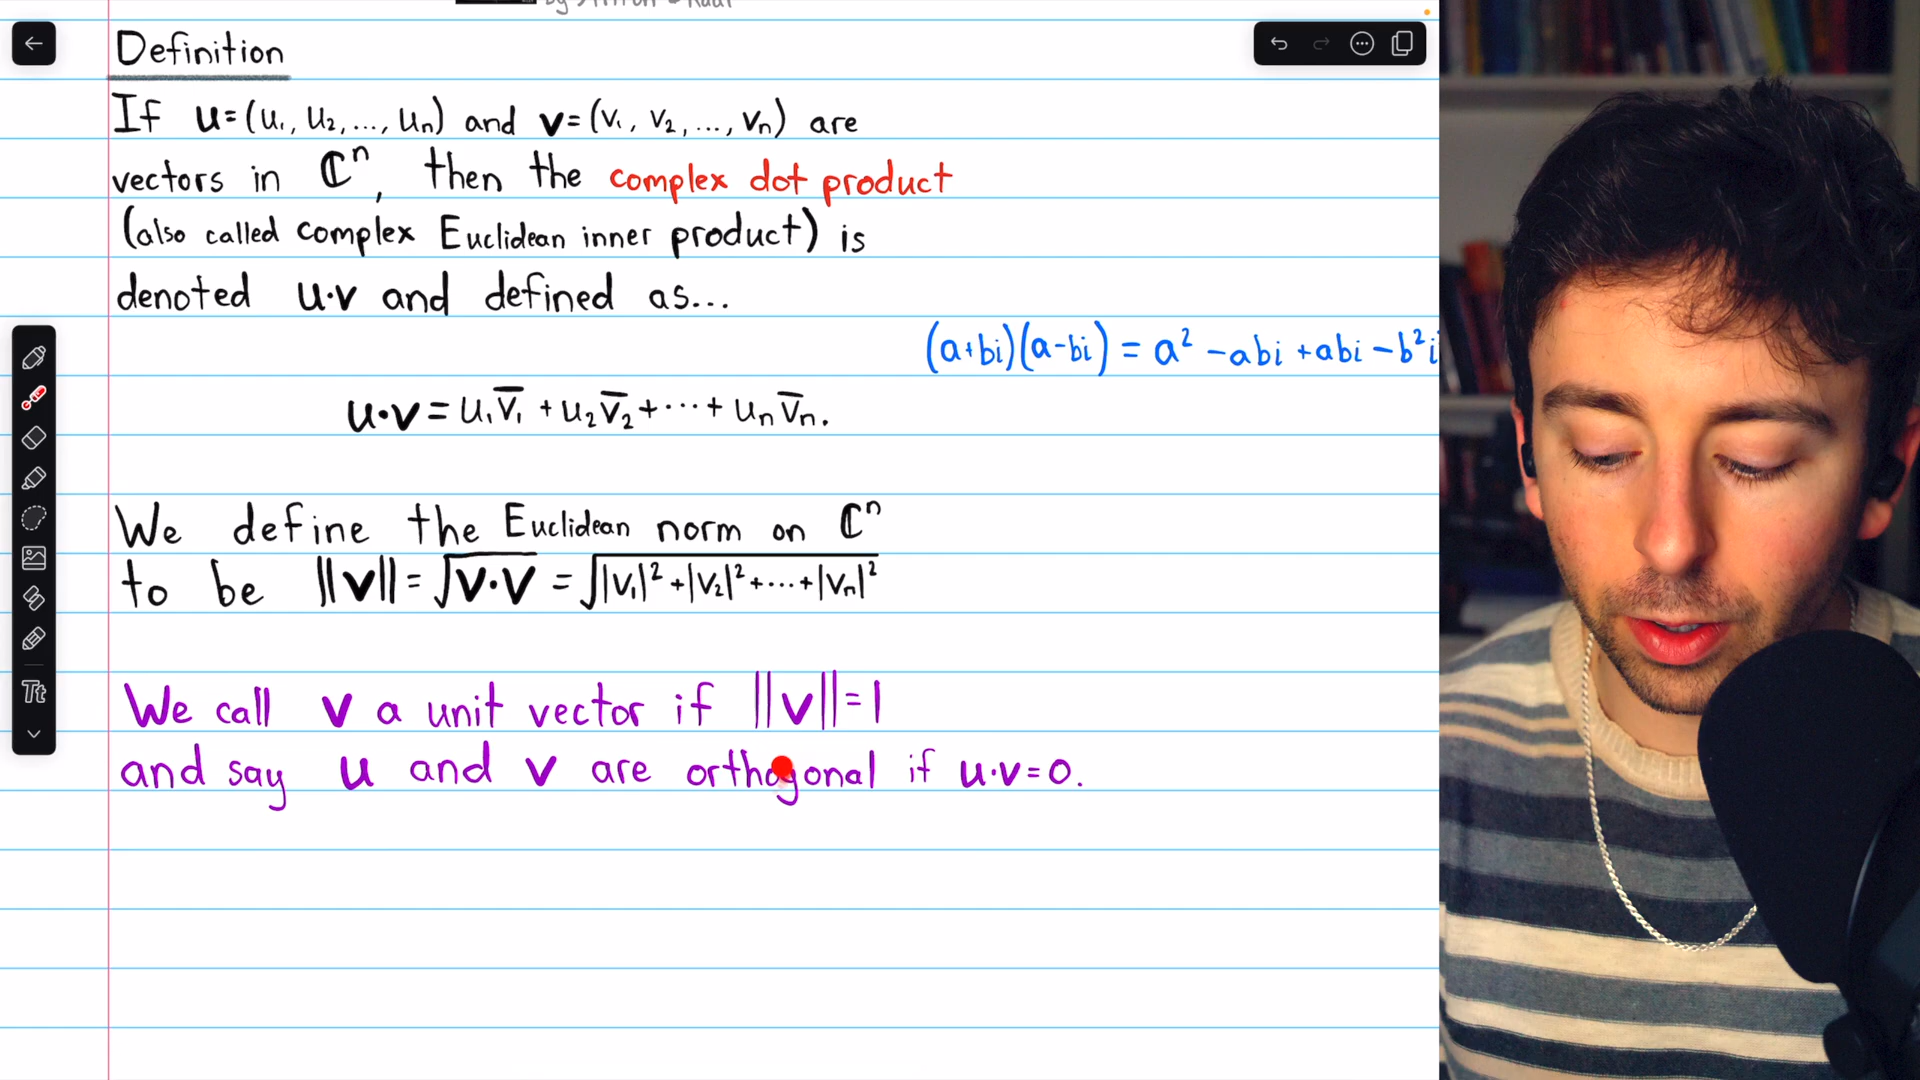 Definition
If u=(u₁, u₂, ..., uₙ) and v=(v₁, v₂, ..., vₙ) are
vectors in ℂⁿ, then the complex dot product
(also called complex Euclidean inner product) is
denoted u·v and defined as...
(a+bi)(a-bi) = a² -abi +abi -b²i
u·v = u₁v̅₁ + u₂v̅₂ + ··· + uₙv̅ₙ.
We define the Euclidean norm on ℂⁿ
to be ||v|| = √v·v = √|v₁|²+|v₂|²+···+|vₙ|²
We call v a unit vector if ||v||=1
and say u and v are orthogonal if u·v=0.
Tt